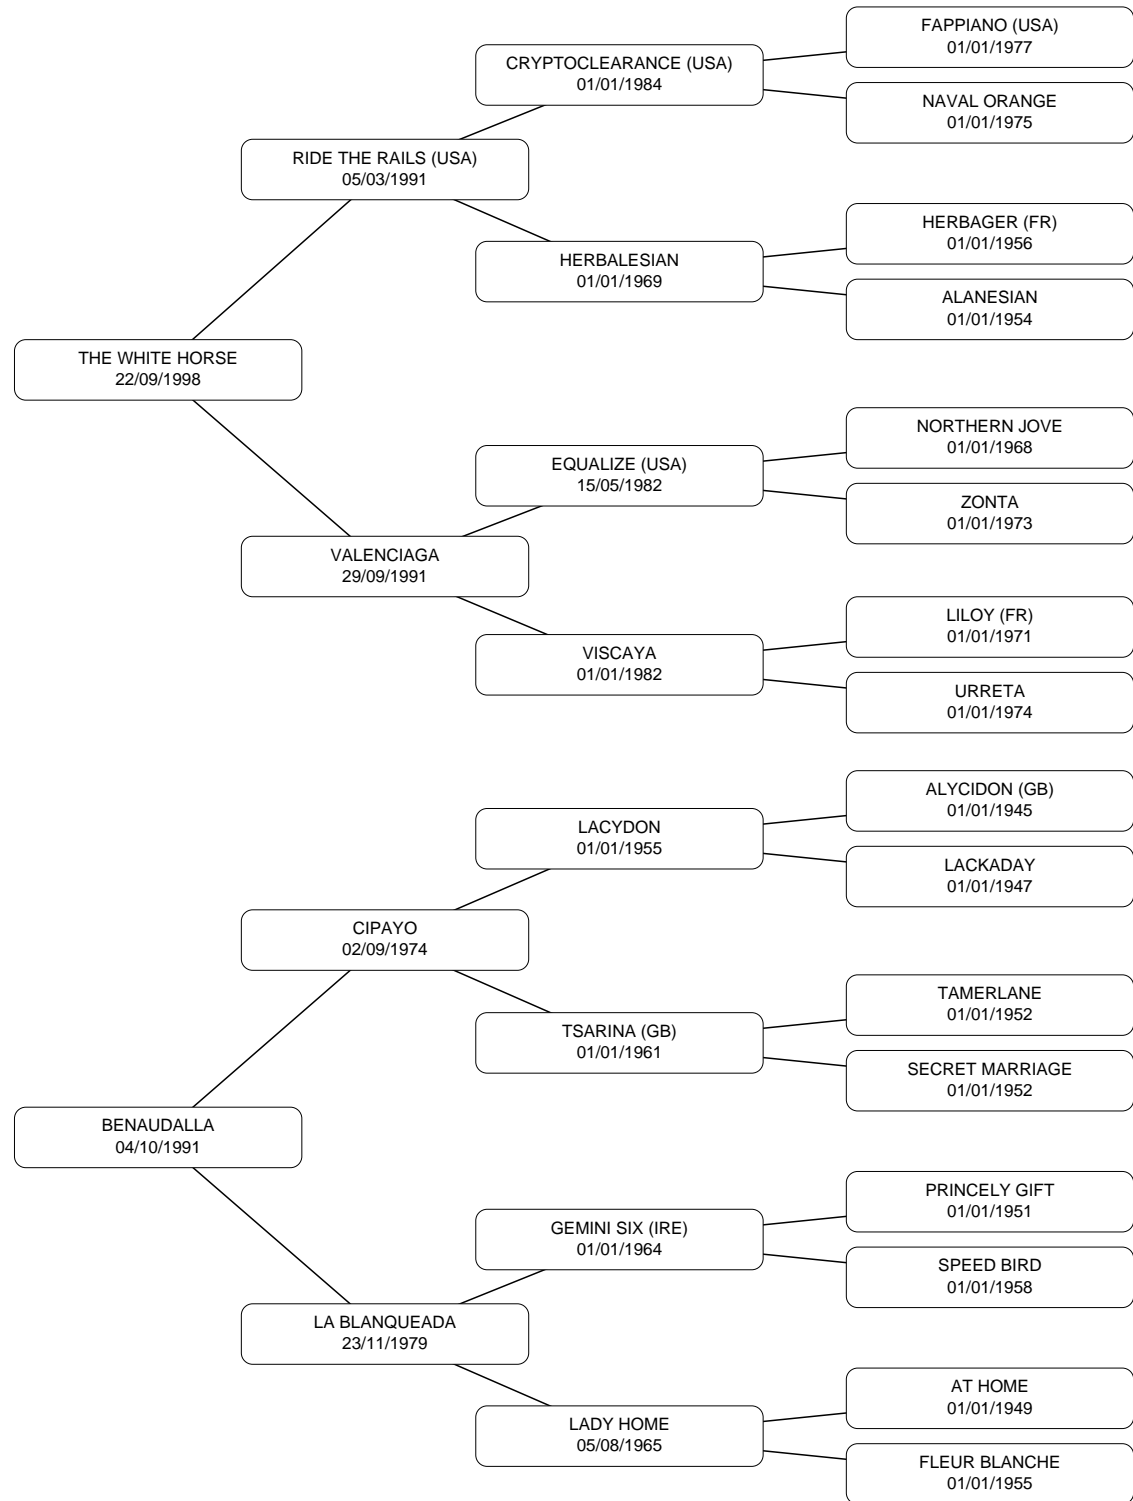 FAPPIANO (USA)
01/01/1977
CRYPTOCLEARANCE (USA)
01/01/1984
NAVAL ORANGE
01/01/1975
RIDE THE RAILS (USA)
05/03/1991
HERBAGER (FR)
01/01/1956
HERBALESIAN
01/01/1969
ALANESIAN
01/01/1954
THE WHITE HORSE
22/09/1998
NORTHERN JOVE
01/01/1968
EQUALIZE (USA)
15/05/1982
ZONTA
01/01/1973
VALENCIAGA
29/09/1991
LILOY (FR)
01/01/1971
VISCAYA
01/01/1982
URRETA
01/01/1974
ALYCIDON (GB)
01/01/1945
LACYDON
01/01/1955
LACKADAY
01/01/1947
CIPAYO
02/09/1974
TAMERLANE
01/01/1952
TSARINA (GB)
01/01/1961
SECRET MARRIAGE
01/01/1952
BENAUDALLA
04/10/1991
PRINCELY GIFT
01/01/1951
GEMINI SIX (IRE)
01/01/1964
SPEED BIRD
01/01/1958
LA BLANQUEADA
23/11/1979
AT HOME
01/01/1949
LADY HOME
05/08/1965
FLEUR BLANCHE
01/01/1955